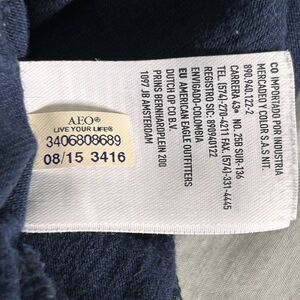 AEO®
LIVE YOUR LIFE®
3406808689
08/15 3416
CO IMPORTADO POR INDUSTRIA
MERCADEO Y COLOR S.A.S NIT.
890.940.122-2
CARRERA 43ª NO. 25B SUR-136
TEL (574)-270-4211 FAX (574)-331-4445
REGISTRO SIC: 890940122
ENVIGADO-COLOMBIA
EU AMERICAN EAGLE OUTFITTERS
DUTCH OP CO B.V.
PRINS BERNHARDPLEIN 200
1097 JB AMSTERDAM